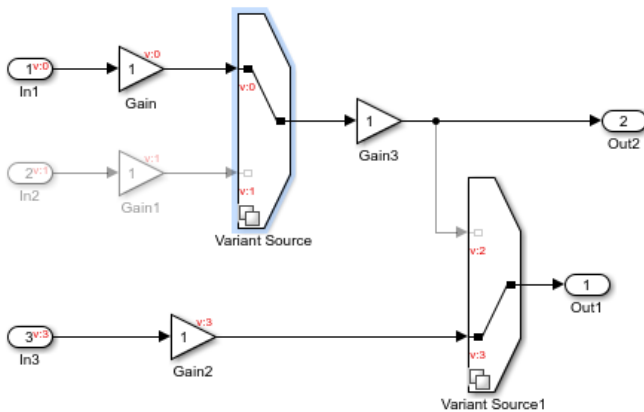 1 v:0
In1
v:0
1
Gain
v:0
2 v:1
In2
v:1
1
Gain1
v:1
Variant Source
1
Gain3
2
Out2
v:2
1
Out1
3 v:3
In3
v:3
1
Gain2
v:3
Variant Source1